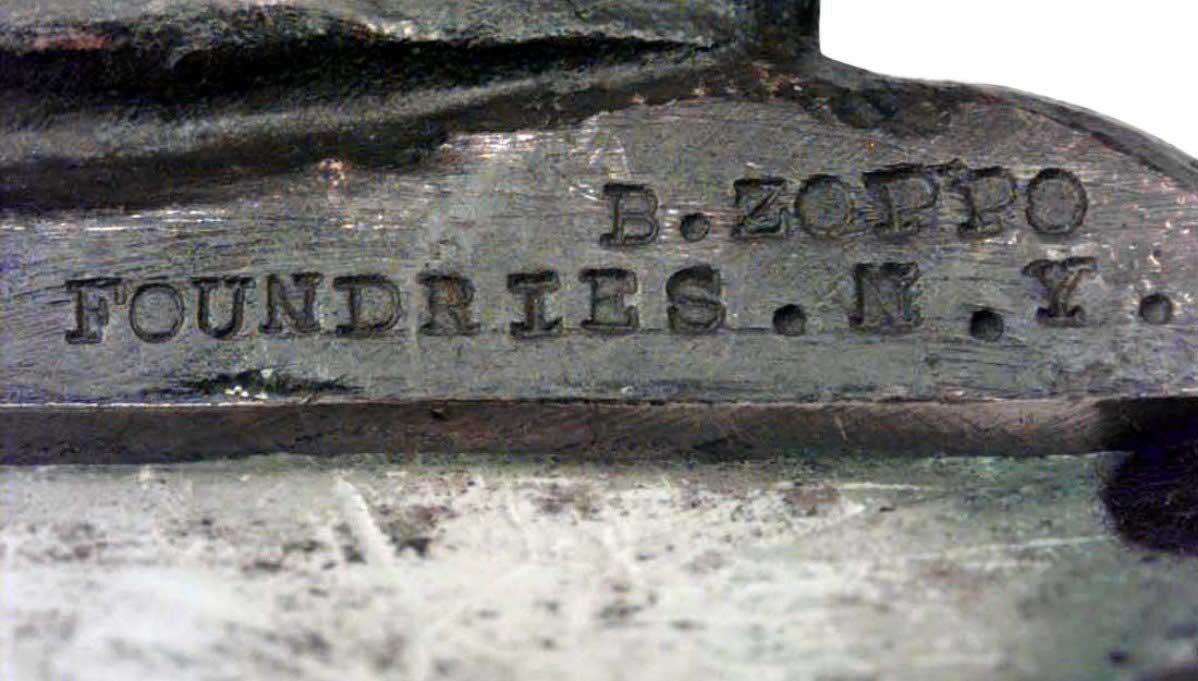 B. ZOPPO
FOUNDRIES. N. Y.